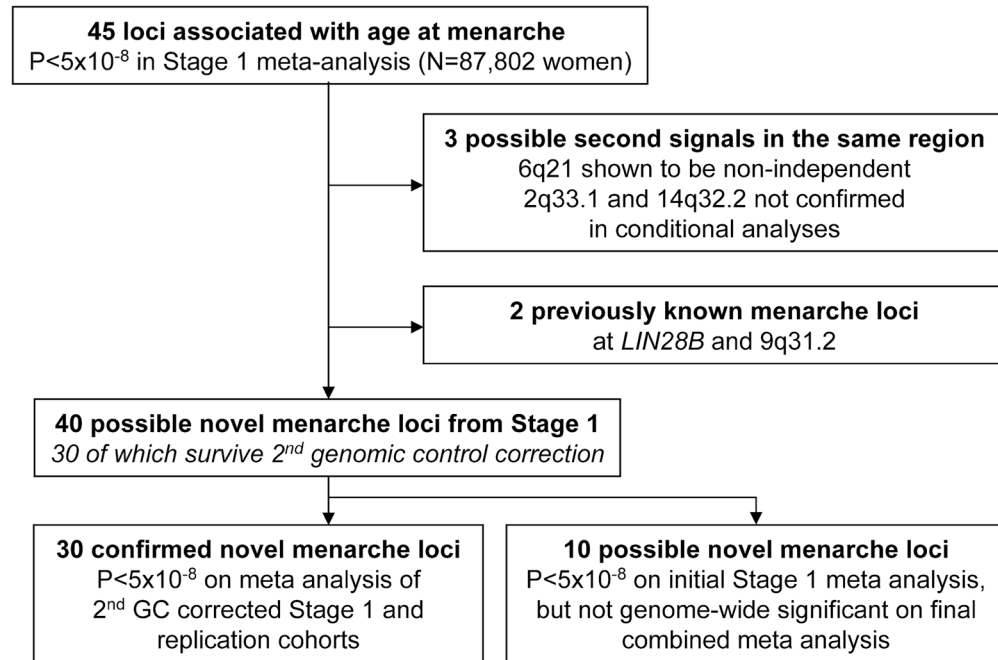 45 loci associated with age at menarche
P<5x10⁻⁸ in Stage 1 meta-analysis (N=87,802 women)
3 possible second signals in the same region
6q21 shown to be non-independent
2q33.1 and 14q32.2 not confirmed
in conditional analyses
2 previously known menarche loci
at LIN28B and 9q31.2
40 possible novel menarche loci from Stage 1
30 of which survive 2ⁿᵈ genomic control correction
30 confirmed novel menarche loci
P<5x10⁻⁸ on meta analysis of
2ⁿᵈ GC corrected Stage 1 and
replication cohorts
10 possible novel menarche loci
P<5x10⁻⁸ on initial Stage 1 meta analysis,
but not genome-wide significant on final
combined meta analysis